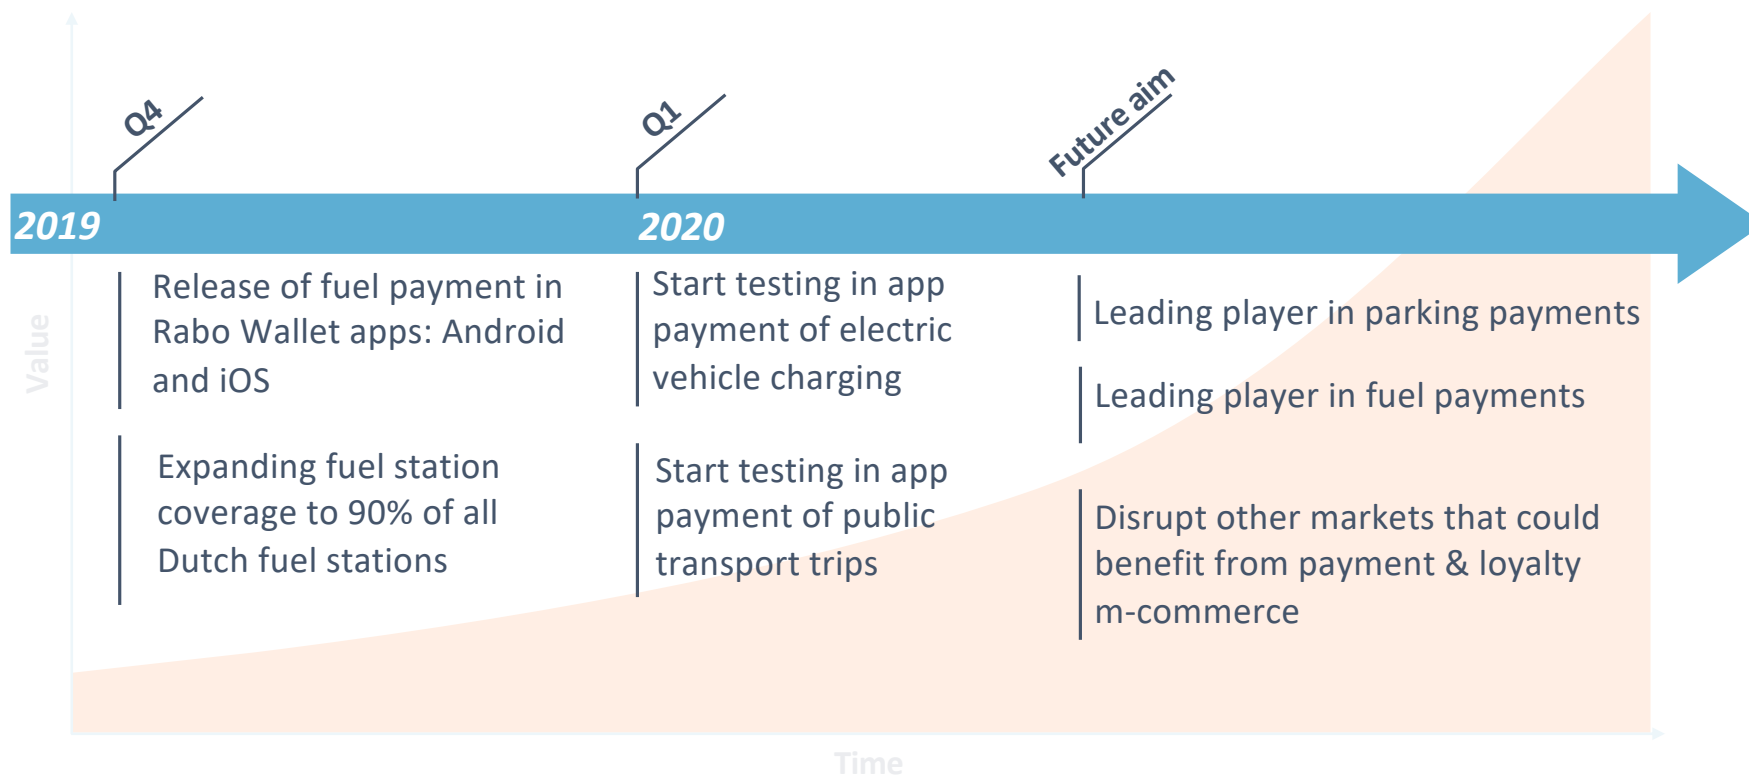 Q4
Q1
Future aim
2019
2020
Release of fuel payment in
Rabo Wallet apps: Android
and iOS
Expanding fuel station
coverage to 90% of all
Dutch fuel stations
Start testing in app
payment of electric
vehicle charging
Start testing in app
payment of public
transport trips
Leading player in parking payments
Leading player in fuel payments
Disrupt other markets that could
benefit from payment & loyalty
m-commerce
Value
Time